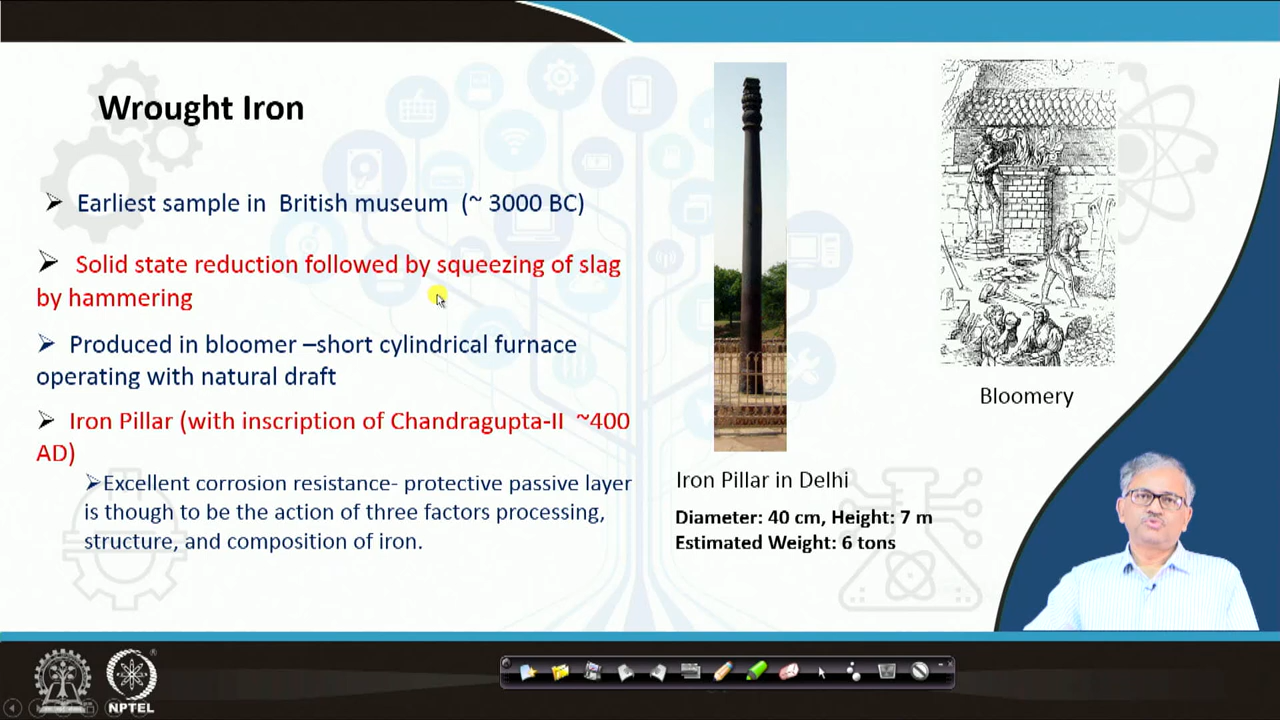 Wrought Iron
➢ Earliest sample in British museum (~ 3000 BC)
➢ Solid state reduction followed by squeezing of slag
by hammering
➢ Produced in bloomer –short cylindrical furnace
operating with natural draft
➢ Iron Pillar (with inscription of Chandragupta-II ~400
AD)
➢Excellent corrosion resistance- protective passive layer
is though to be the action of three factors processing,
structure, and composition of iron.
Iron Pillar in Delhi
Diameter: 40 cm, Height: 7 m
Estimated Weight: 6 tons
Bloomery
NPTEL